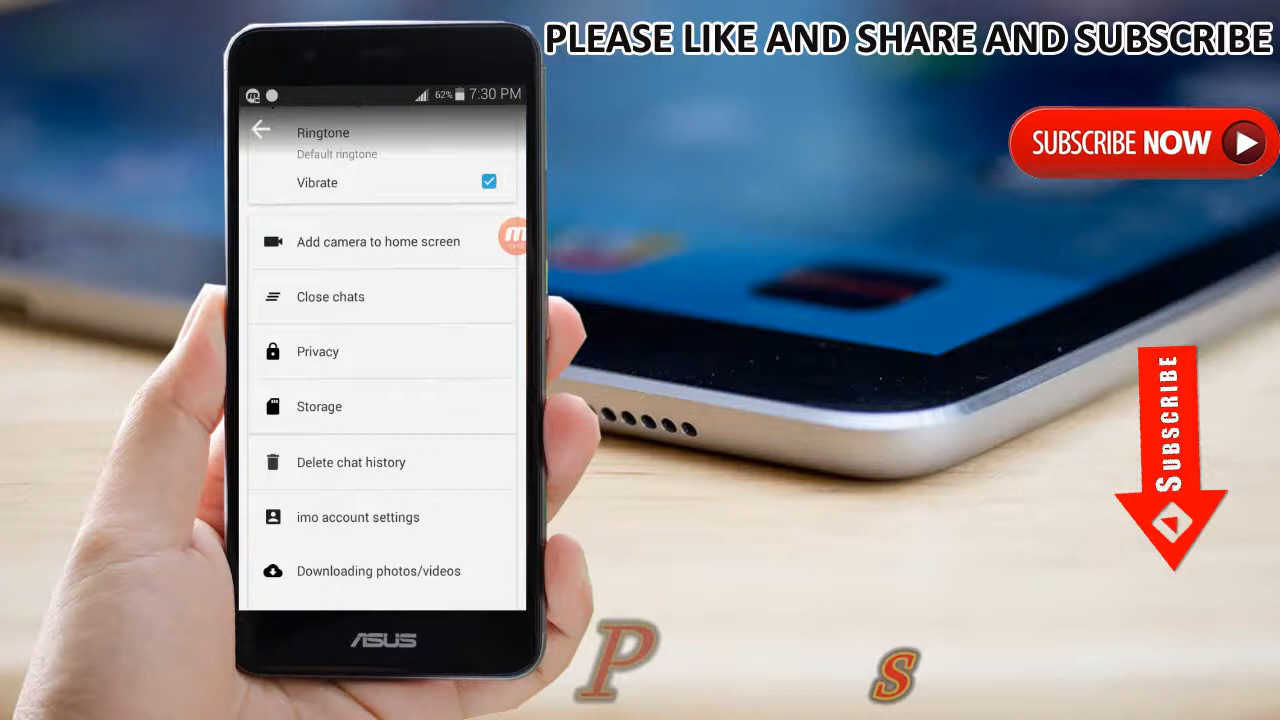 PLEASE LIKE AND SHARE AND SUBSCRIBE
SUBSCRIBE NOW
62% 7:30 PM
Ringtone
Default ringtone
Vibrate
Add camera to home screen
Close chats
Privacy
Storage
Delete chat history
imo account settings
Downloading photos/videos
ASUS
SUBSCRIBE
P s